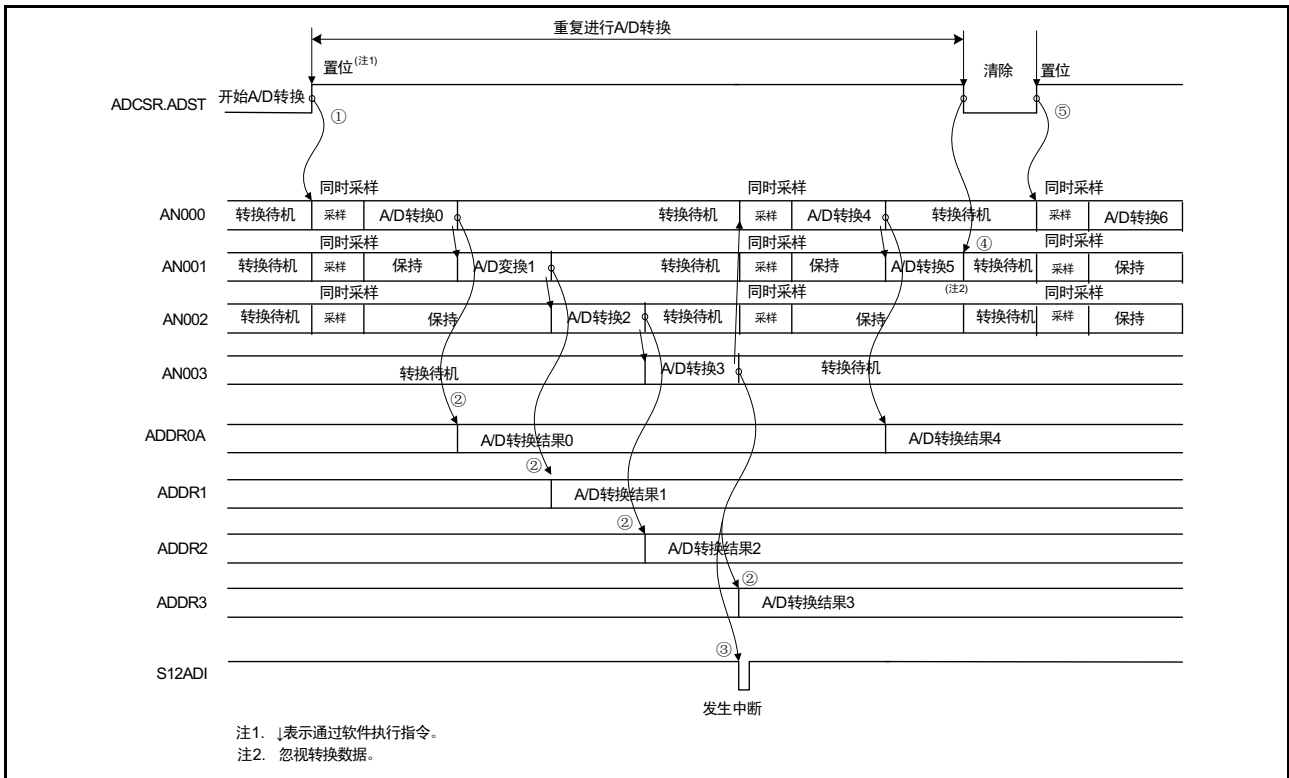 重复进行A/D转换
置位(注1)
清除
置位
ADCSR.ADST
开始A/D转换
①
⑤
同时采样
同时采样
同时采样
AN000
转换待机
采样
A/D转换0
转换待机
采样
A/D转换4
转换待机
采样
A/D转换6
同时采样
同时采样
④
同时采样
AN001
转换待机
采样
保持
A/D变换1
转换待机
采样
保持
A/D转换5
转换待机
采样
保持
同时采样
同时采样
(注2)
同时采样
AN002
转换待机
采样
保持
A/D转换2
转换待机
采样
保持
转换待机
采样
保持
AN003
转换待机
A/D转换3
转换待机
②
ADDR0A
A/D转换结果0
A/D转换结果4
②
ADDR1
A/D转换结果1
②
ADDR2
A/D转换结果2
②
ADDR3
A/D转换结果3
③
S12ADI
发生中断
注1. ↓表示通过软件执行指令。
注2. 忽视转换数据。